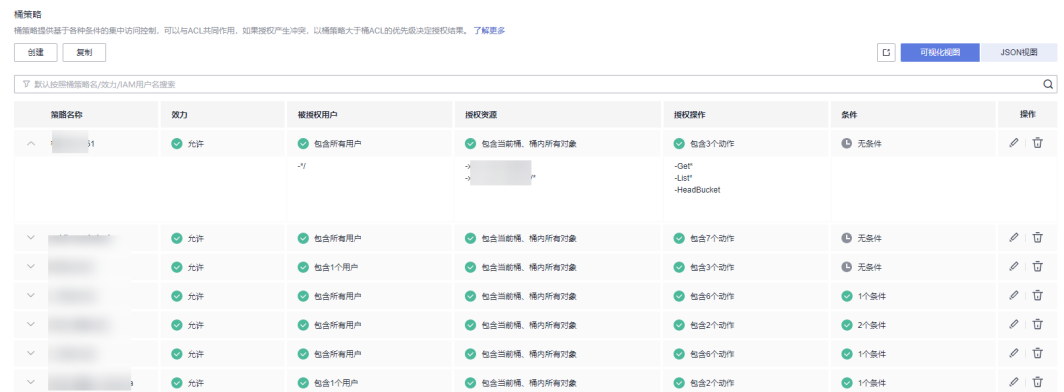 桶策略
桶策略提供基于各种条件的集中访问控制，可以与ACL共同作用，如果授权产生冲突，以桶策略大于桶ACL的优先级决定授权结果。 了解更多
创建 复制 可视化视图 JSON视图
默认按照桶策略名/效力/IAM用户名搜索
策略名称 效力 被授权用户 授权资源 授权操作 条件 操作
允许 包含所有用户 包含当前桶、桶内所有对象 包含3个动作 无条件
-*/ -Get*
-List*
-HeadBucket
允许 包含所有用户 包含当前桶、桶内所有对象 包含7个动作 无条件
允许 包含1个用户 包含当前桶、桶内所有对象 包含3个动作 无条件
允许 包含所有用户 包含当前桶、桶内所有对象 包含6个动作 1个条件
允许 包含所有用户 包含当前桶、桶内所有对象 包含2个动作 2个条件
允许 包含所有用户 包含当前桶、桶内所有对象 包含6个动作 1个条件
允许 包含1个用户 包含当前桶、桶内所有对象 包含2个动作 1个条件